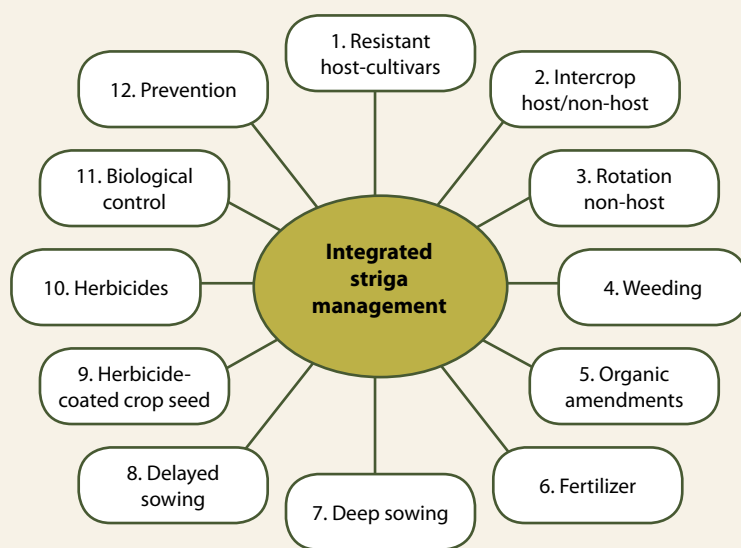 1. Resistant
host-cultivars
2. Intercrop
host/non-host
3. Rotation
non-host
4. Weeding
5. Organic
amendments
6. Fertilizer
7. Deep sowing
8. Delayed
sowing
9. Herbicide-
coated crop seed
10. Herbicides
11. Biological
control
12. Prevention
Integrated
striga
management